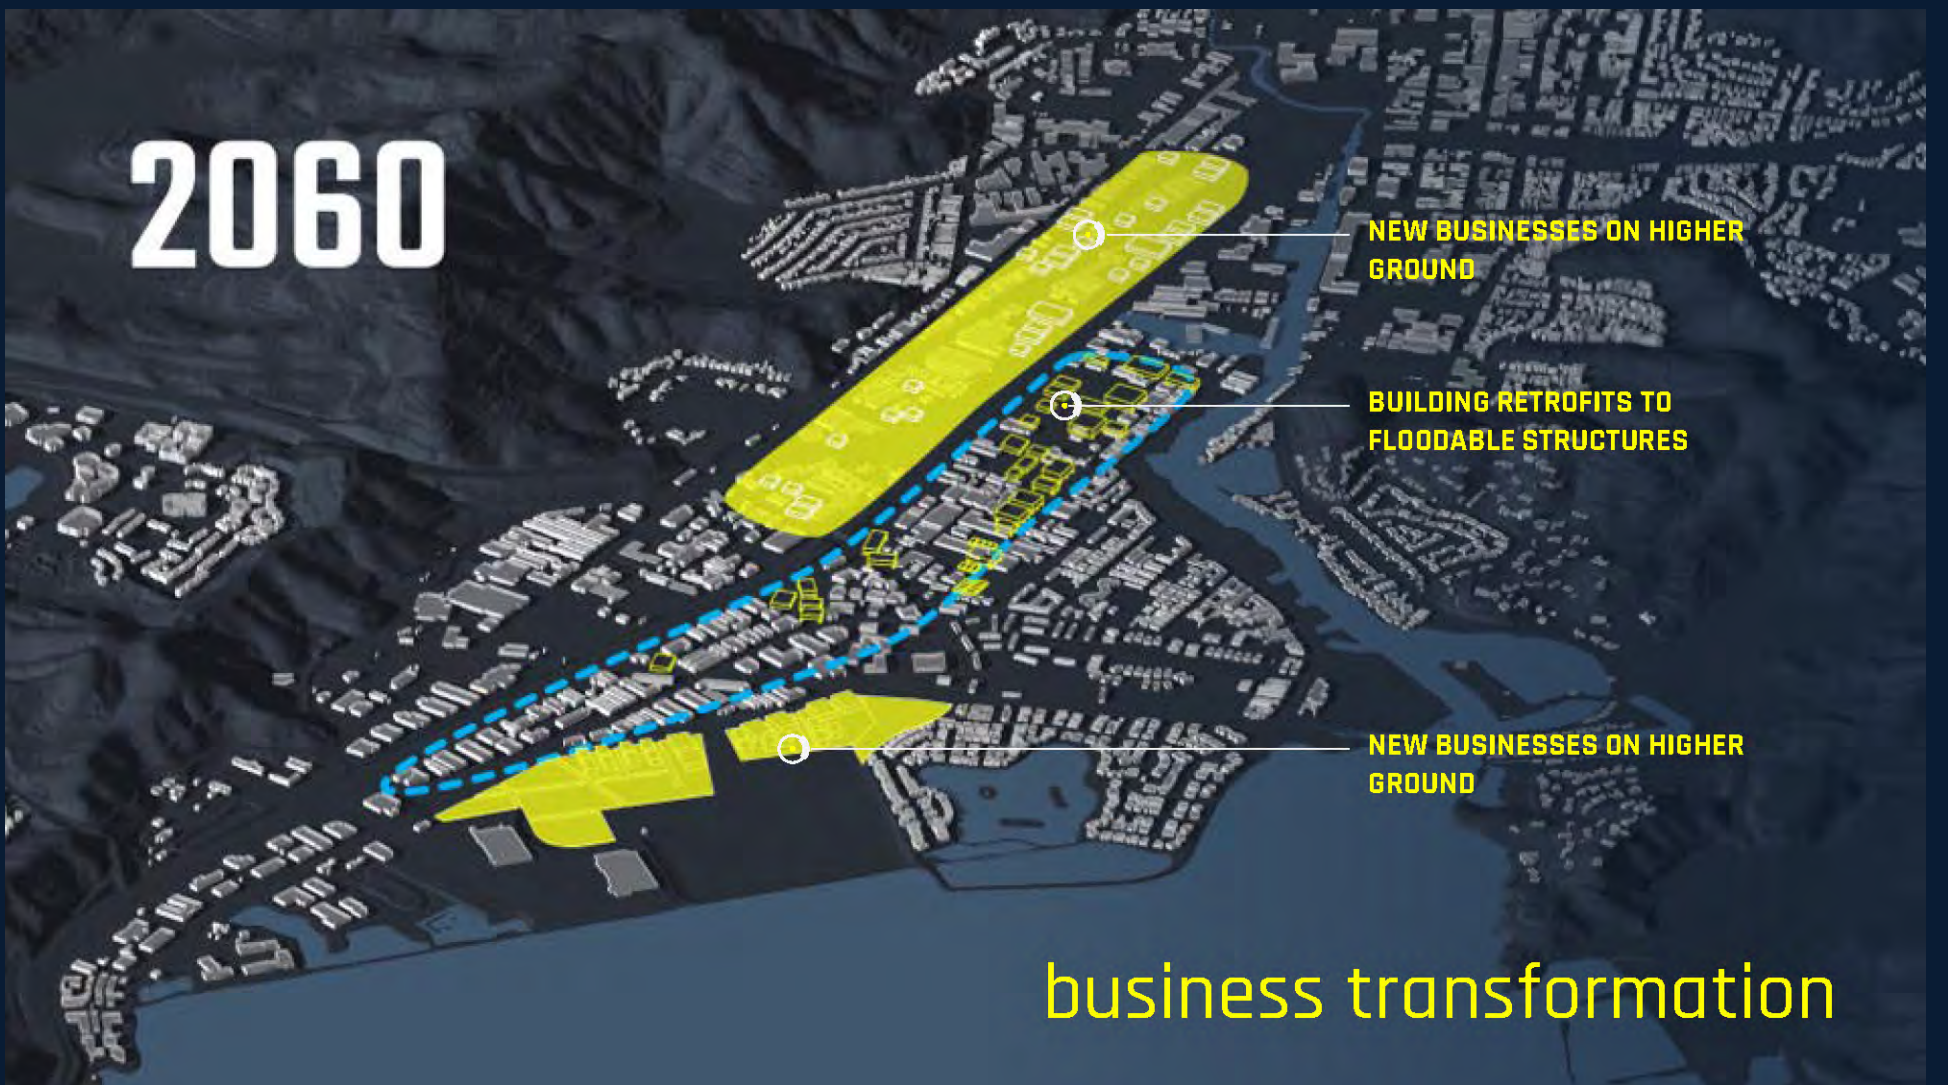 2060
NEW BUSINESSES ON HIGHER
GROUND
BUILDING RETROFITS TO
FLOODABLE STRUCTURES
NEW BUSINESSES ON HIGHER
GROUND
business transformation